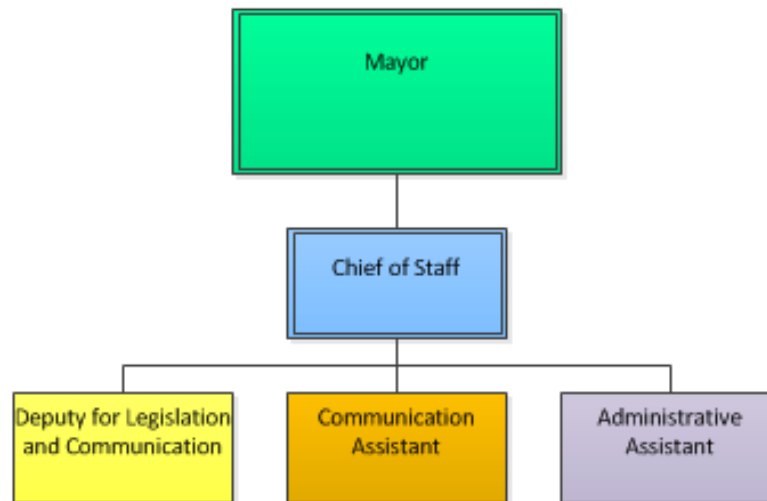 Mayor
Chief of Staff
Deputy for Legislation
and Communication
Communication
Assistant
Administrative
Assistant